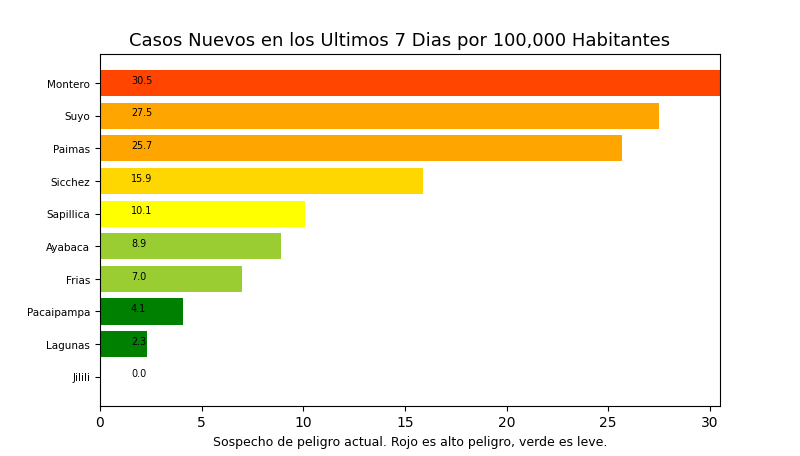 Casos Nuevos en los Ultimos 7 Dias por 100,000 Habitantes
Montero 30.5
Suyo 27.5
Paimas 25.7
Sicchez 15.9
Sapillica 10.1
Ayabaca 8.9
Frias 7.0
Pacaipampa 4.1
Lagunas 2.3
Jilili 0.0
0 5 10 15 20 25 30
Sospecho de peligro actual. Rojo es alto peligro, verde es leve.